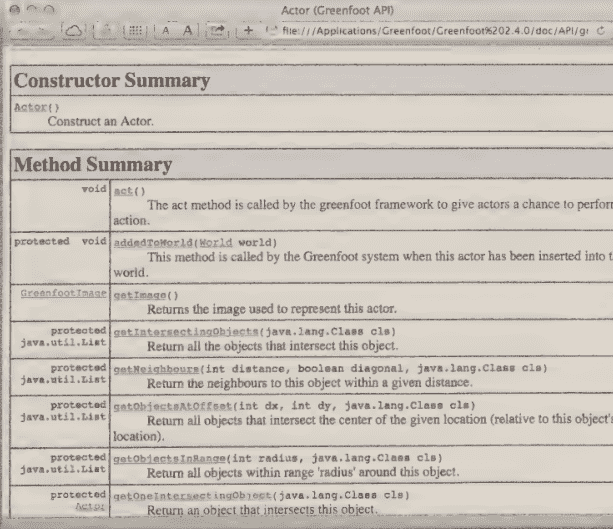 Actor (Greenfoot API)
A A + file:///Applications/Greenfoot/Greenfoot%202.4.0/doc/API/gr
Constructor Summary
Actor()
Construct an Actor.
Method Summary
void act()
The act method is called by the greenfoot framework to give actors a chance to perform
action.
protected void addedToWorld(World world)
This method is called by the Greenfoot system when this actor has been inserted into t
world.
GreenfootImage getImage()
Returns the image used to represent this actor.
protected getIntersectingObjects(java.lang.Class cls)
java.util.List Return all the objects that intersect this object.
protected getNeighbours(int distance, boolean diagonal, java.lang.Class cls)
java.util.List Return the neighbours to this object within a given distance.
protected getObjectsAtOffset(int dx, int dy, java.lang.Class cls)
java.util.List Return all objects that intersect the center of the given location (relative to this object's
location).
protected getObjectsInRange(int radius, java.lang.Class cls)
java.util.List Return all objects within range 'radius' around this object.
protected getOneIntersectingObject(java.lang.Class cls)
Actor Return an object that intersects this object.